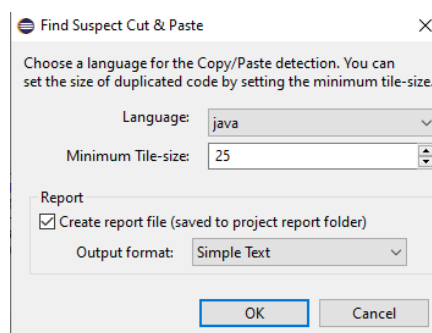 Find Suspect Cut & Paste
Choose a language for the Copy/Paste detection. You can
set the size of duplicated code by setting the minimum tile-size.
Language: java
Minimum Tile-size: 25
Report
Create report file (saved to project report folder)
Output format: Simple Text
OK Cancel